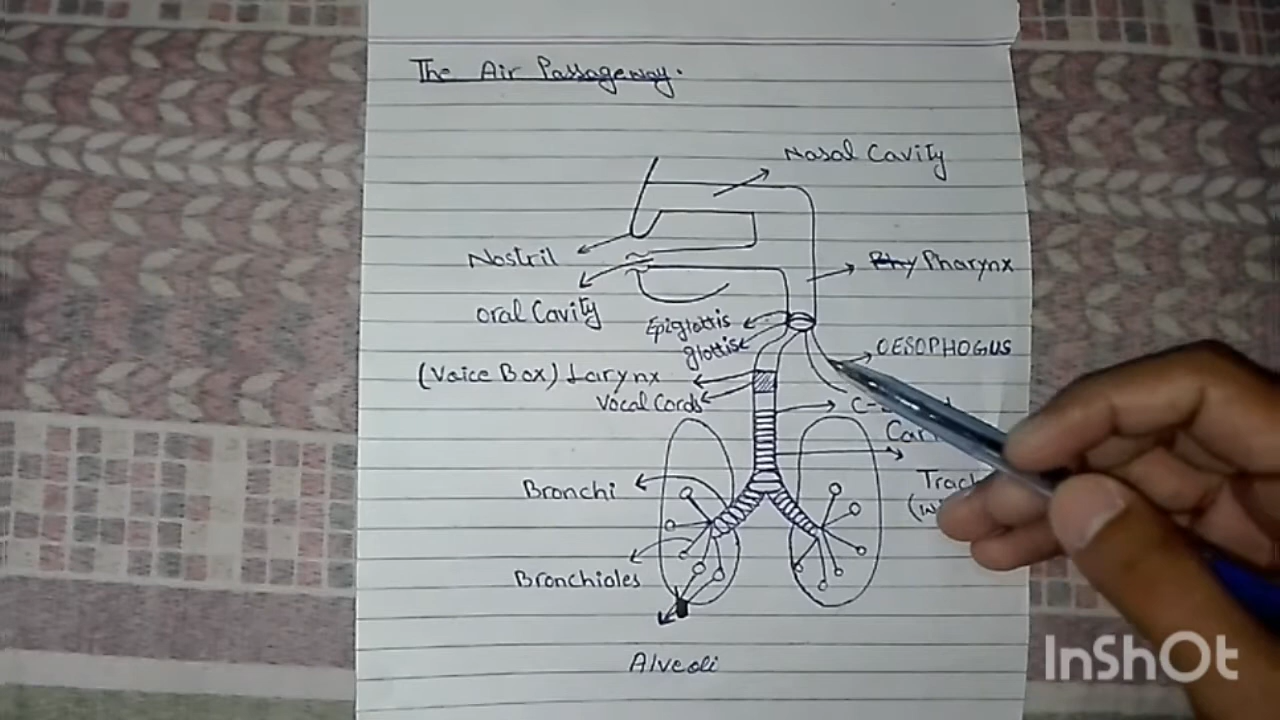 The Air Passageway.
Nasal Cavity
Nostril
Pharynx
oral Cavity
Epiglottis
glottis
OESOPHOGUS
(Voice Box) Larynx
Vocal Cords
Bronchi
Bronchioles
Alveoli
InShOt